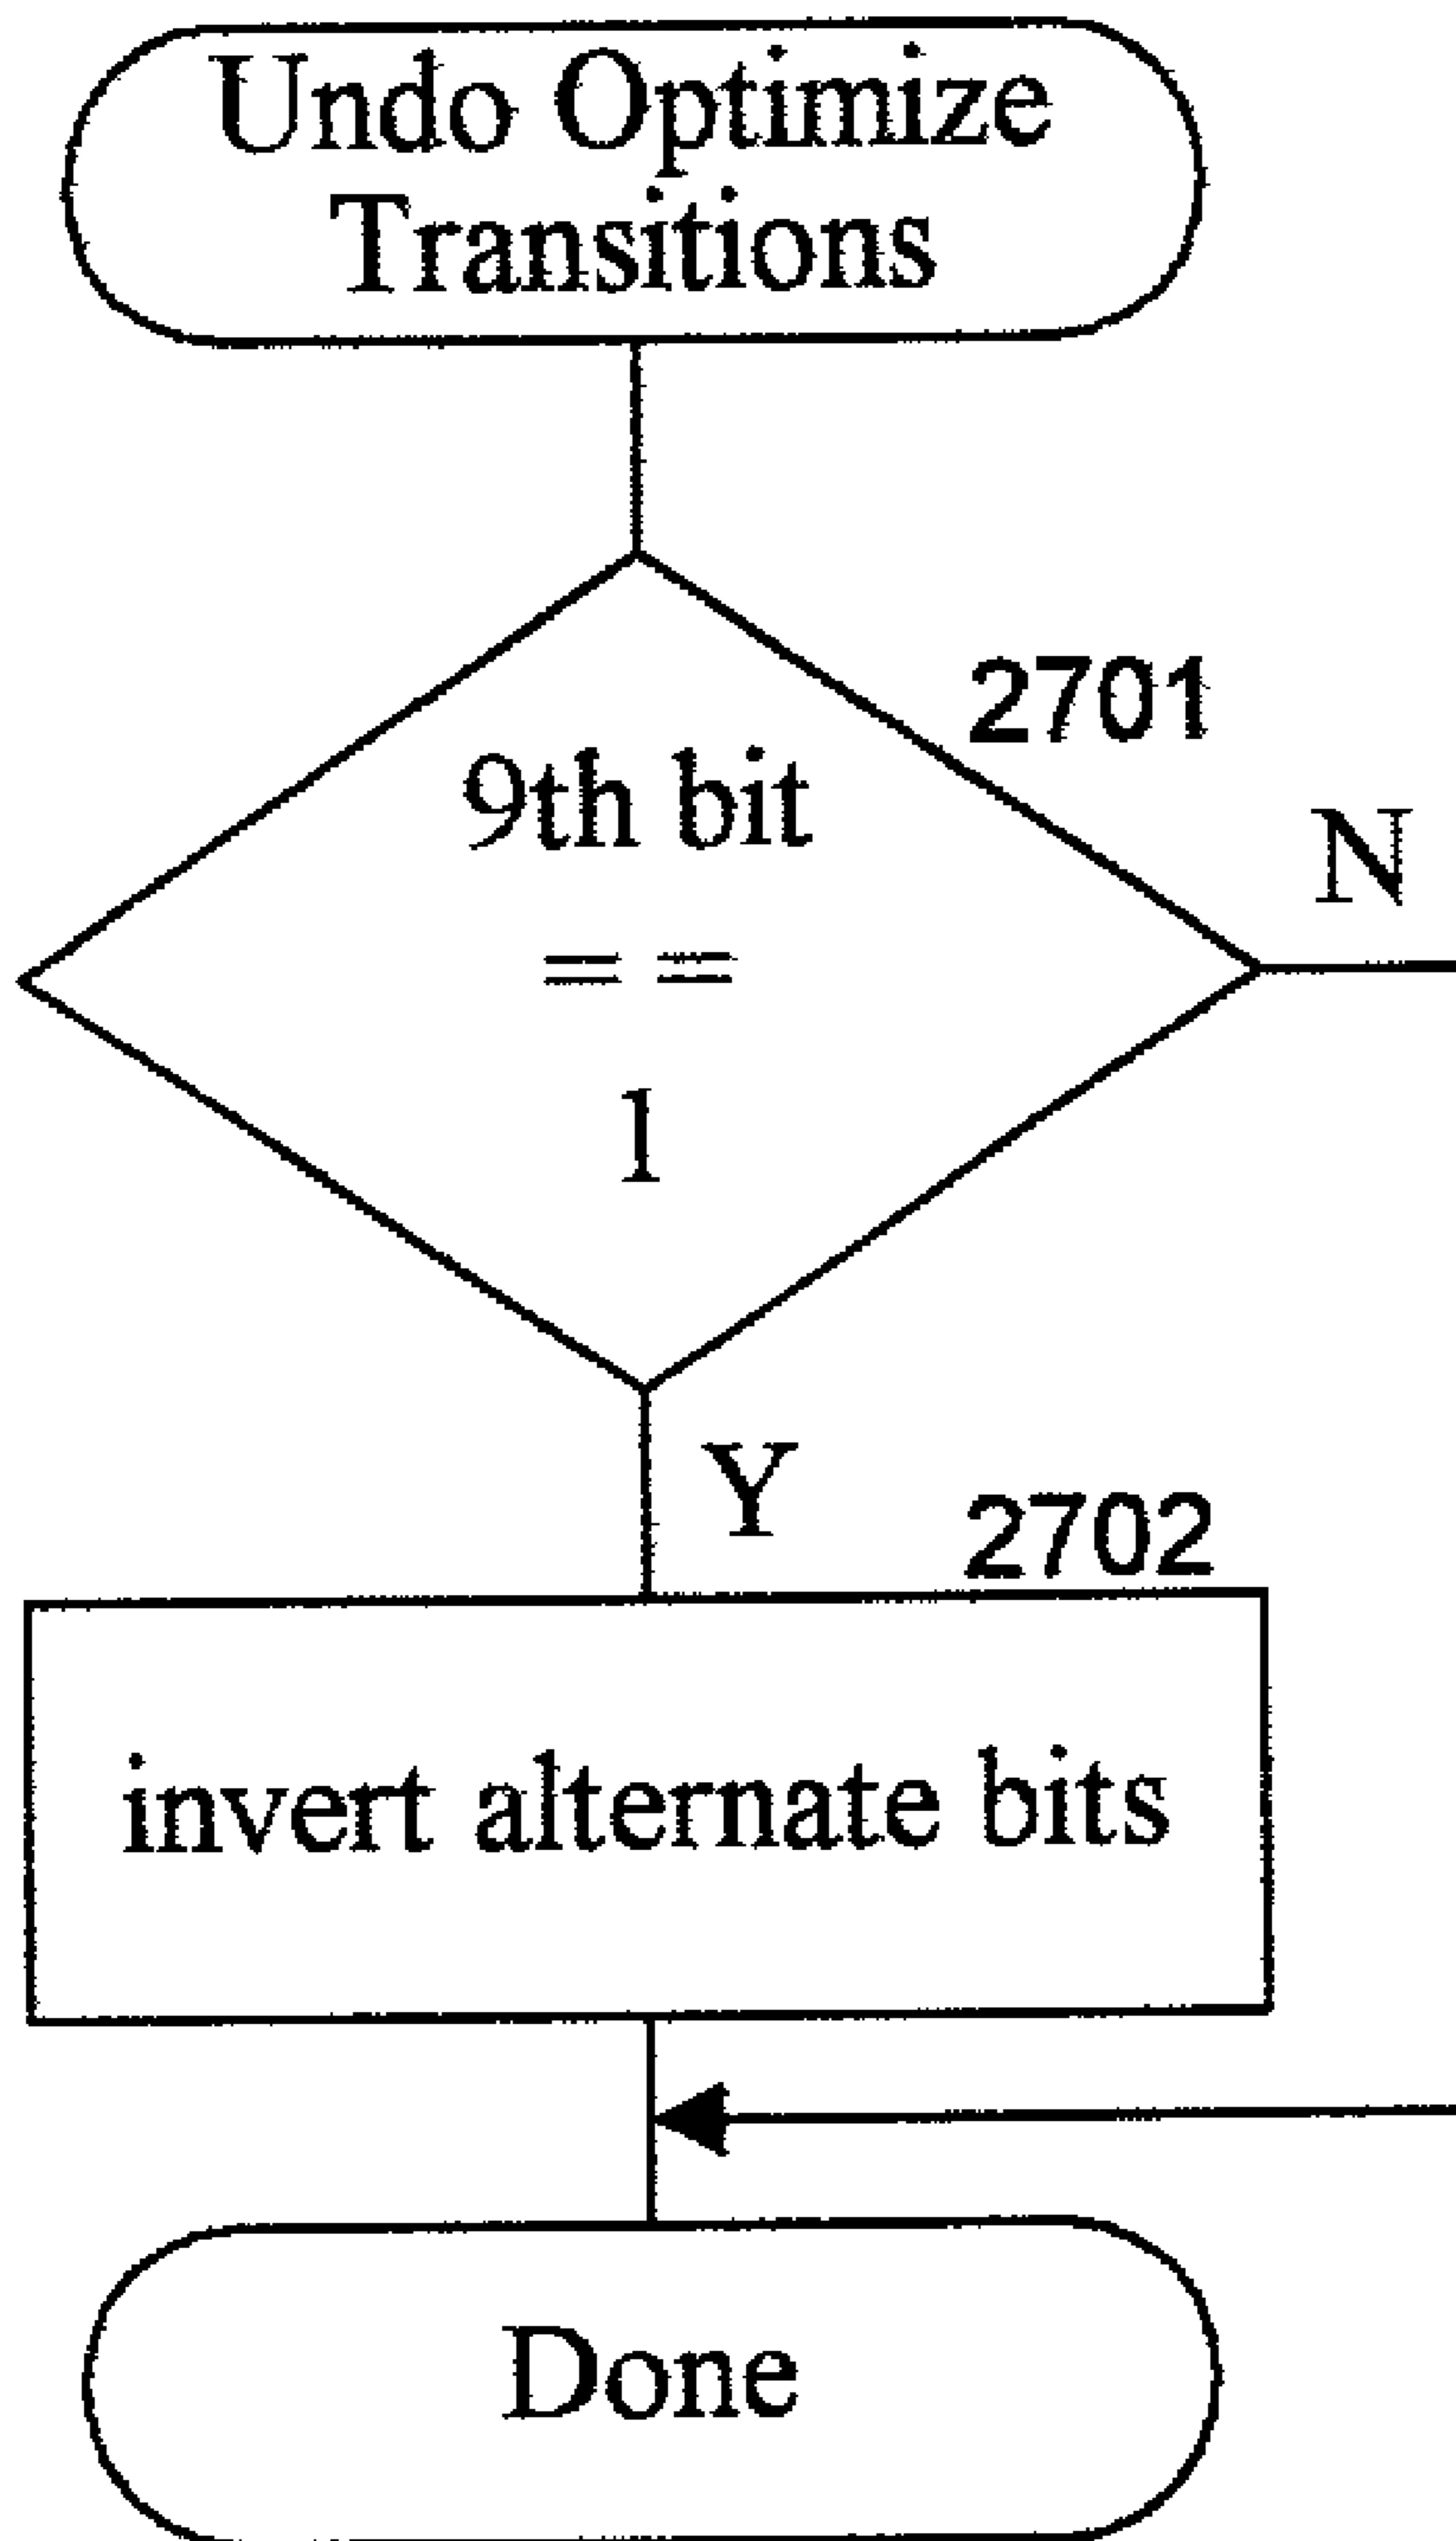 Undo Optimize
Transitions
2701
9th bit
N
= =
1
Y
2702
invert alternate bits
Done